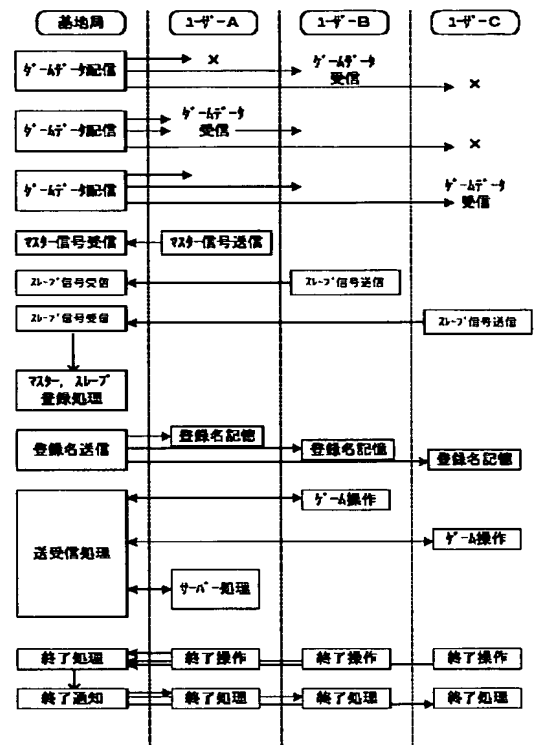 基地局 ユーザーA ユーザーB ユーザーC
ゲームデータ配信 × ゲームデータ
受信
×
ゲームデータ配信 ゲームデータ
受信
×
ゲームデータ配信 ゲームデータ
受信
マスター信号受信 マスター信号送信
スレーブ信号受信 スレーブ信号送信
スレーブ信号受信 スレーブ信号送信
マスター，スレーブ
登録処理
登録名送信 登録名記憶 登録名記憶 登録名記憶
ゲーム操作
送受信処理 ゲーム操作
サーバー処理
終了処理 終了操作 終了操作 終了操作
終了通知 終了処理 終了処理 終了処理